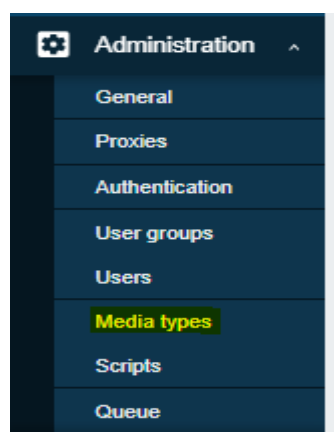 Administration
General
Proxies
Authentication
User groups
Users
Media types
Scripts
Queue